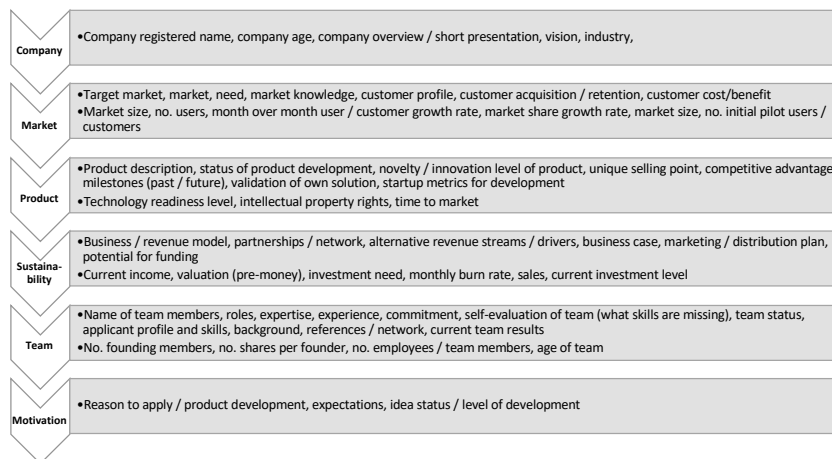 Company
•Company registered name, company age, company overview / short presentation, vision, industry,
Market
•Target market, market, need, market knowledge, customer profile, customer acquisition / retention, customer cost/benefit
•Market size, no. users, month over month user / customer growth rate, market share growth rate, market size, no. initial pilot users /
customers
Product
•Product description, status of product development, novelty / innovation level of product, unique selling point, competitive advantage
milestones (past / future), validation of own solution, startup metrics for development
•Technology readiness level, intellectual property rights, time to market
Sustaina-
bility
•Business / revenue model, partnerships / network, alternative revenue streams / drivers, business case, marketing / distribution plan,
potential for funding
•Current income, valuation (pre-money), investment need, monthly burn rate, sales, current investment level
Team
•Name of team members, roles, expertise, experience, commitment, self-evaluation of team (what skills are missing), team status,
applicant profile and skills, background, references / network, current team results
•No. founding members, no. shares per founder, no. employees / team members, age of team
Motivation
•Reason to apply / product development, expectations, idea status / level of development